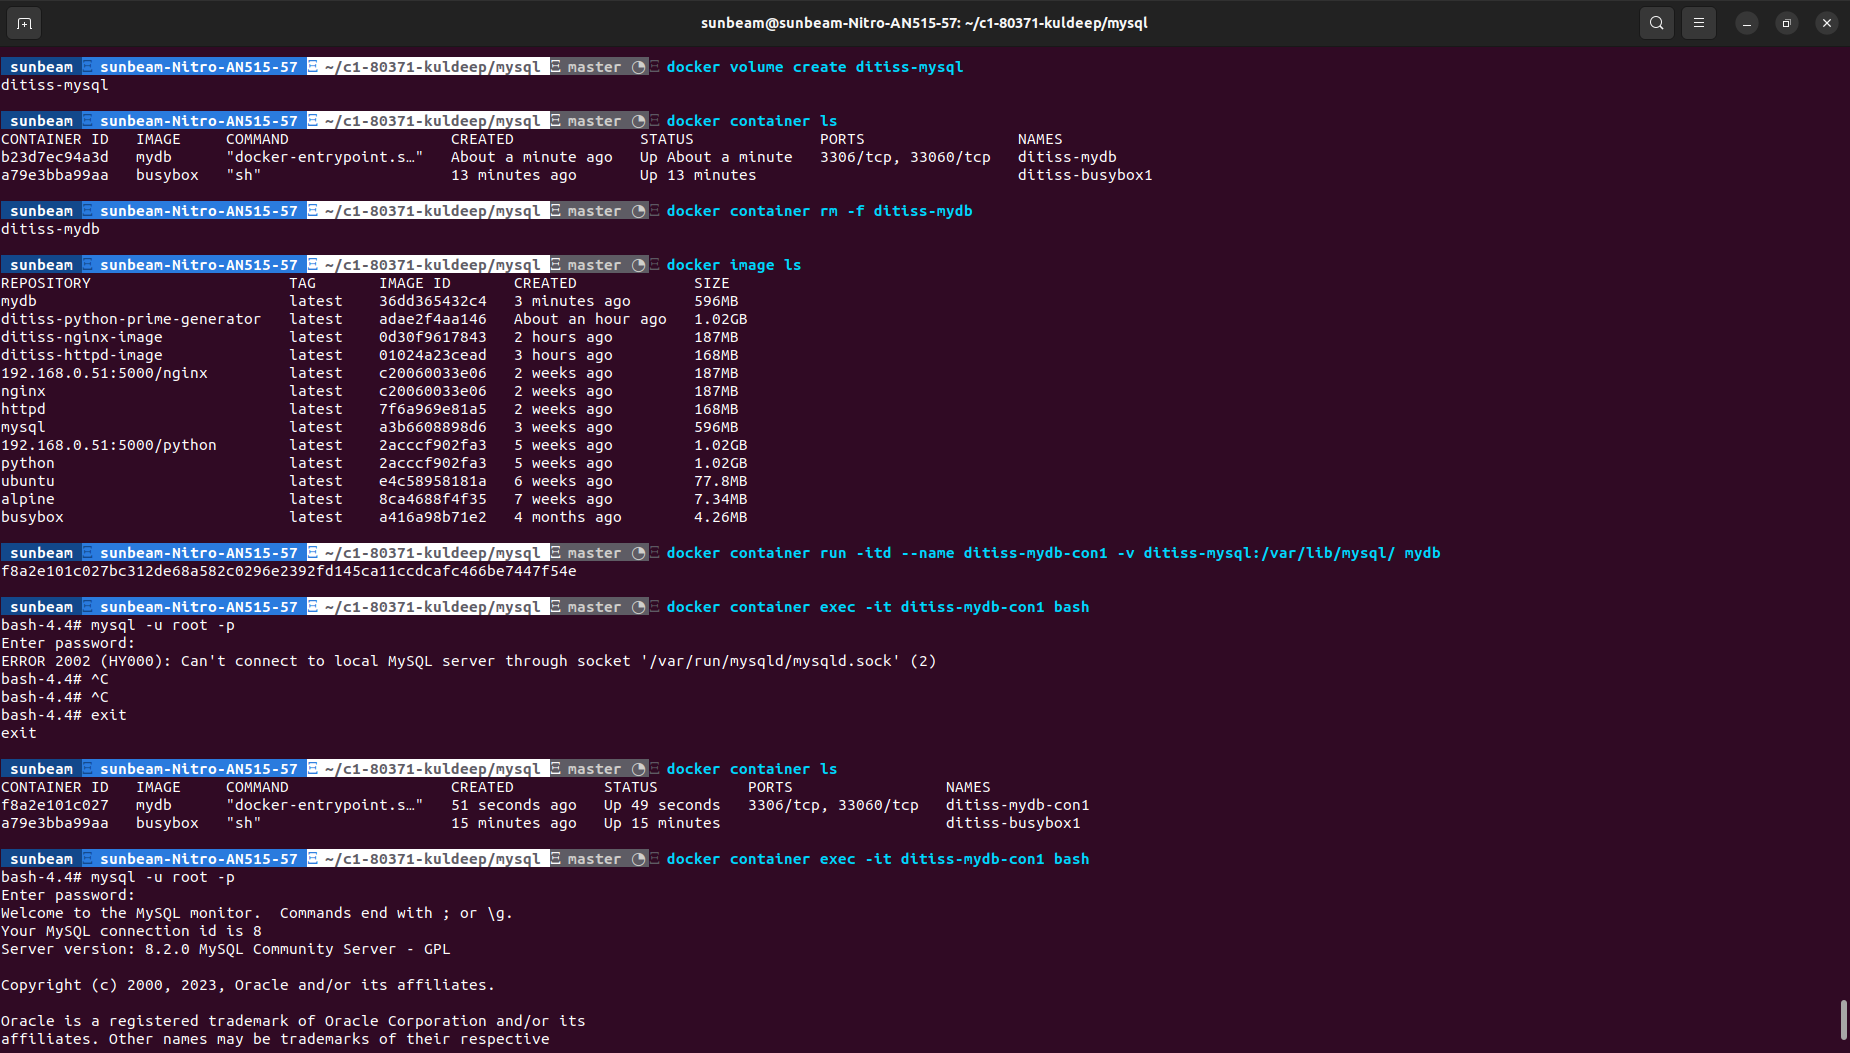 sunbeam@sunbeam-Nitro-AN515-57: ~/c1-80371-kuldeep/mysql
sunbeam sunbeam-Nitro-AN515-57 ~/c1-80371-kuldeep/mysql master docker volume create ditiss-mysql
ditiss-mysql
sunbeam sunbeam-Nitro-AN515-57 ~/c1-80371-kuldeep/mysql master docker container ls
CONTAINER ID IMAGE COMMAND CREATED STATUS PORTS NAMES
b23d7ec94a3d mydb "docker-entrypoint.s…" About a minute ago Up About a minute 3306/tcp, 33060/tcp ditiss-mydb
a79e3bba99aa busybox "sh" 13 minutes ago Up 13 minutes ditiss-busybox1
sunbeam sunbeam-Nitro-AN515-57 ~/c1-80371-kuldeep/mysql master docker container rm -f ditiss-mydb
ditiss-mydb
sunbeam sunbeam-Nitro-AN515-57 ~/c1-80371-kuldeep/mysql master docker image ls
REPOSITORY TAG IMAGE ID CREATED SIZE
mydb latest 36dd365432c4 3 minutes ago 596MB
ditiss-python-prime-generator latest adae2f4aa146 About an hour ago 1.02GB
ditiss-nginx-image latest 0d30f9617843 2 hours ago 187MB
ditiss-httpd-image latest 01024a23cead 3 hours ago 168MB
192.168.0.51:5000/nginx latest c20060033e06 2 weeks ago 187MB
nginx latest c20060033e06 2 weeks ago 187MB
httpd latest 7f6a969e81a5 2 weeks ago 168MB
mysql latest a3b6608898d6 3 weeks ago 596MB
192.168.0.51:5000/python latest 2acccf902fa3 5 weeks ago 1.02GB
python latest 2acccf902fa3 5 weeks ago 1.02GB
ubuntu latest e4c58958181a 6 weeks ago 77.8MB
alpine latest 8ca4688f4f35 7 weeks ago 7.34MB
busybox latest a416a98b71e2 4 months ago 4.26MB
sunbeam sunbeam-Nitro-AN515-57 ~/c1-80371-kuldeep/mysql master docker container run -itd --name ditiss-mydb-con1 -v ditiss-mysql:/var/lib/mysql/ mydb
f8a2e101c027bc312de68a582c0296e2392fd145ca11ccdcafc466be7447f54e
sunbeam sunbeam-Nitro-AN515-57 ~/c1-80371-kuldeep/mysql master docker container exec -it ditiss-mydb-con1 bash
bash-4.4# mysql -u root -p
Enter password:
ERROR 2002 (HY000): Can't connect to local MySQL server through socket '/var/run/mysqld/mysqld.sock' (2)
bash-4.4# ^C
bash-4.4# ^C
bash-4.4# exit
exit
sunbeam sunbeam-Nitro-AN515-57 ~/c1-80371-kuldeep/mysql master docker container ls
CONTAINER ID IMAGE COMMAND CREATED STATUS PORTS NAMES
f8a2e101c027 mydb "docker-entrypoint.s…" 51 seconds ago Up 49 seconds 3306/tcp, 33060/tcp ditiss-mydb-con1
a79e3bba99aa busybox "sh" 15 minutes ago Up 15 minutes ditiss-busybox1
sunbeam sunbeam-Nitro-AN515-57 ~/c1-80371-kuldeep/mysql master docker container exec -it ditiss-mydb-con1 bash
bash-4.4# mysql -u root -p
Enter password:
Welcome to the MySQL monitor.  Commands end with ; or \g.
Your MySQL connection id is 8
Server version: 8.2.0 MySQL Community Server - GPL
Copyright (c) 2000, 2023, Oracle and/or its affiliates.
Oracle is a registered trademark of Oracle Corporation and/or its
affiliates. Other names may be trademarks of their respective